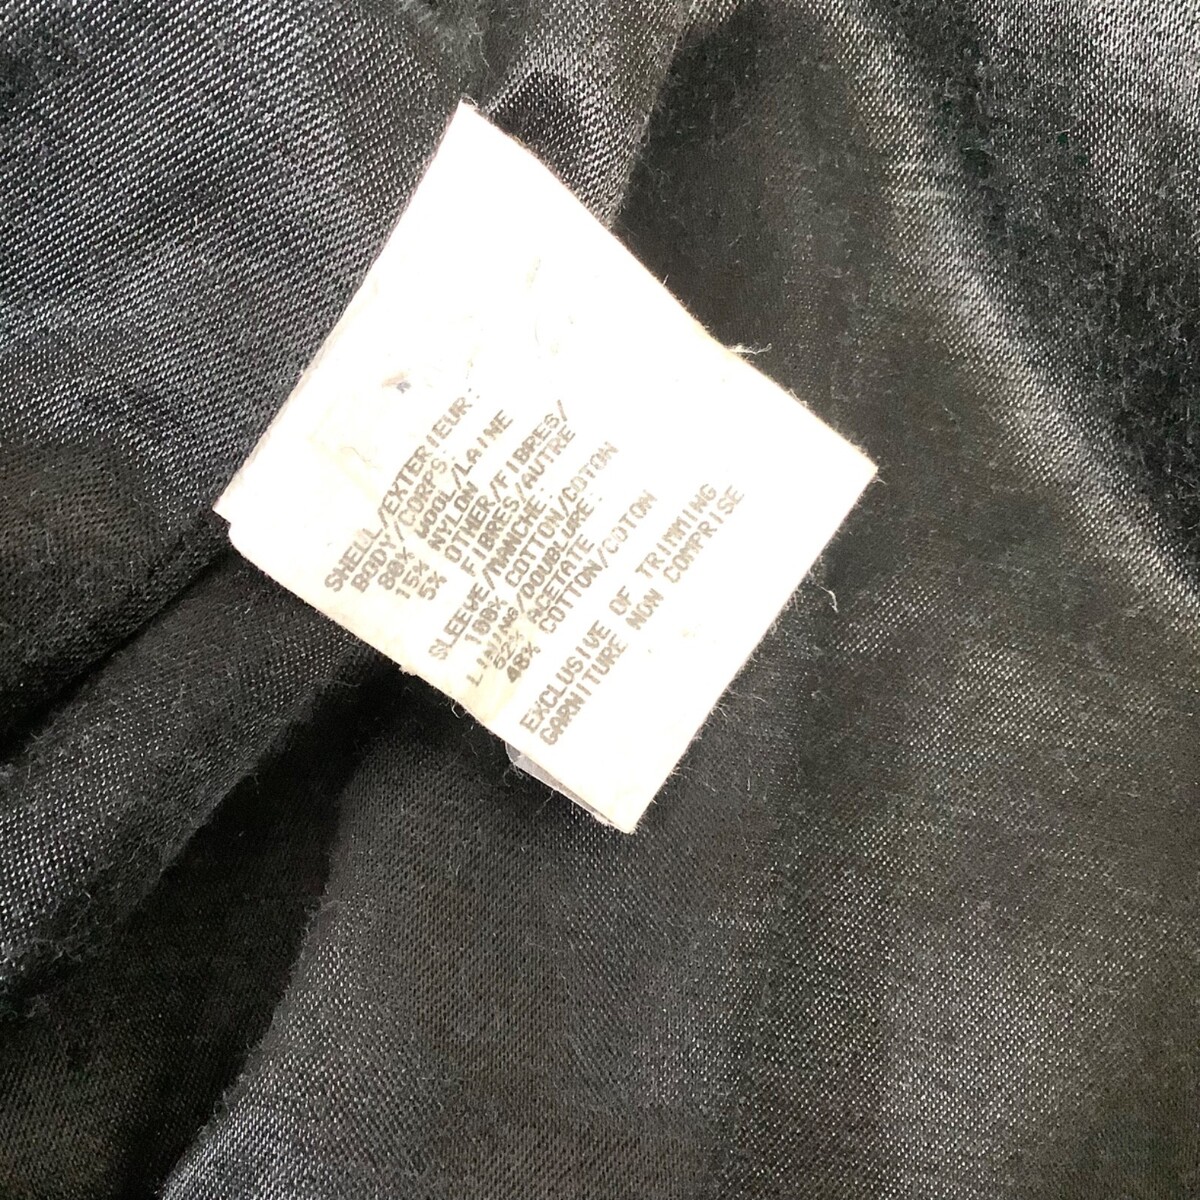 SHELL/EXTERIEUR:
BODY/CORPS:
80% WOOL/LAINE
15% NYLON
5% OTHER/FIBRES/
FIBRES/AUTRE
SLEEVE/MANCHE:
100% COTTON/COTON
LINING/DOUBLURE:
52% ACETATE
48% COTTON/COTON
EXCLUSIVE OF TRIMMING
GARNITURE NON COMPRISE